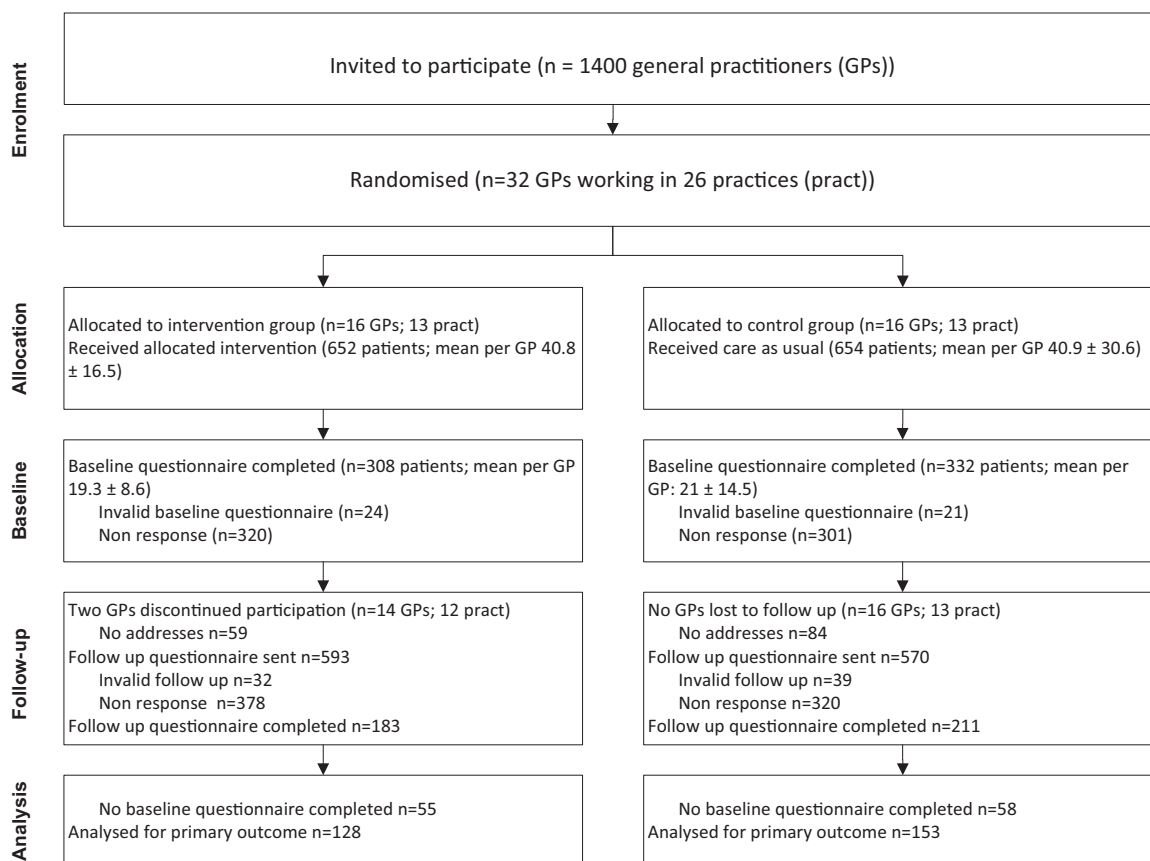 Enrolment
Invited to participate (n = 1400 general practitioners (GPs))
Randomised (n=32 GPs working in 26 practices (pract))
Allocation
Allocated to intervention group (n=16 GPs; 13 pract)
Received allocated intervention (652 patients; mean per GP 40.8
± 16.5)
Allocated to control group (n=16 GPs; 13 pract)
Received care as usual (654 patients; mean per GP 40.9 ± 30.6)
Baseline
Baseline questionnaire completed (n=308 patients; mean per GP
19.3 ± 8.6)
Invalid baseline questionnaire (n=24)
Non response (n=320)
Baseline questionnaire completed (n=332 patients; mean per
GP: 21 ± 14.5)
Invalid baseline questionnaire (n=21)
Non response (n=301)
Follow-up
Two GPs discontinued participation (n=14 GPs; 12 pract)
No addresses n=59
Follow up questionnaire sent n=593
Invalid follow up n=32
Non response n=378
Follow up questionnaire completed n=183
No GPs lost to follow up (n=16 GPs; 13 pract)
No addresses n=84
Follow up questionnaire sent n=570
Invalid follow up n=39
Non response n=320
Follow up questionnaire completed n=211
Analysis
No baseline questionnaire completed n=55
Analysed for primary outcome n=128
No baseline questionnaire completed n=58
Analysed for primary outcome n=153